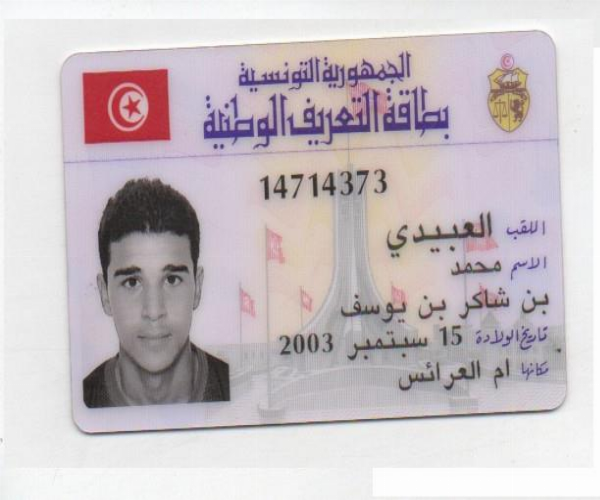 الجمهورية التونسية
بطاقة التعريف الوطنية
14714373
اللقب العبيدي
الاسم محمد
بن شاكر بن يوسف
تاريخ الولادة 15 سبتمبر 2003
مكانها ام العرائس